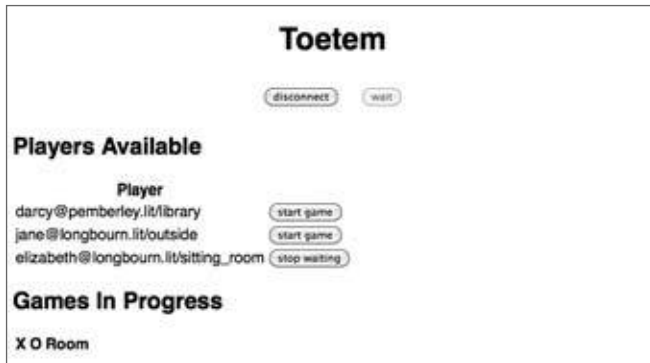 Toetem
disconnect wait
Players Available
Player
darcy@pemberley.lit/library start game
jane@longbourn.lit/outside start game
elizabeth@longbourn.lit/sitting_room stop waiting
Games In Progress
X O Room